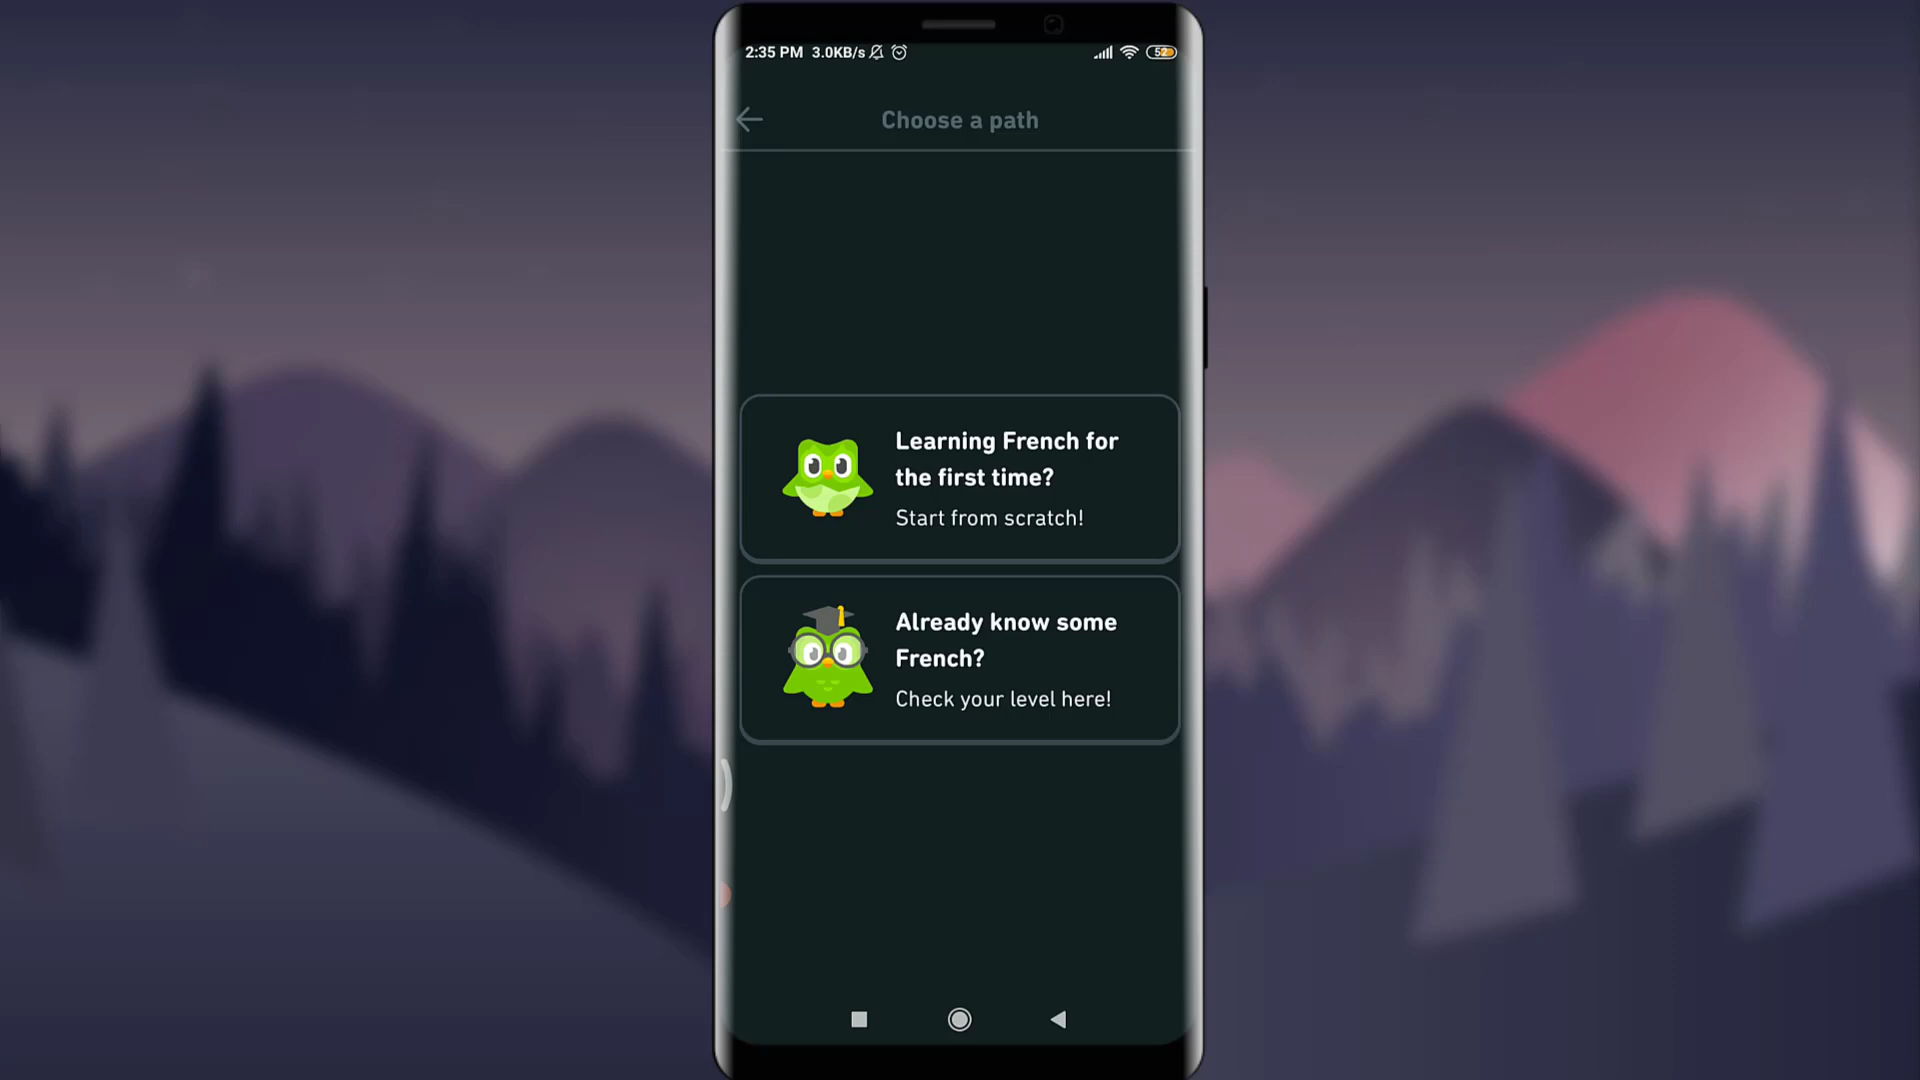 2:35 PM 3.0KB/s 52
Choose a path
Learning French for
the first time?
Start from scratch!
Already know some
French?
Check your level here!